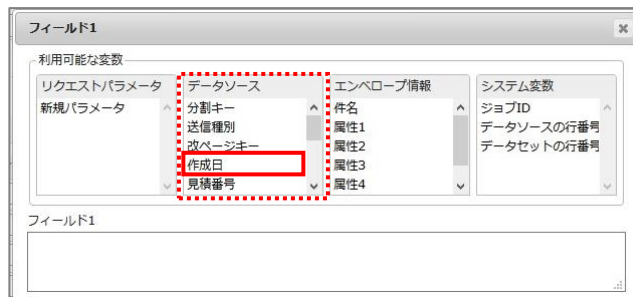 フィールド1
利用可能な変数
リクエストパラメータ
新規パラメータ
データソース
分割キー
送信種別
改ページキー
作成日
見積番号
エンベロープ情報
件名
属性1
属性2
属性3
属性4
システム変数
ジョブID
データソースの行番号
データセットの行番号
フィールド1